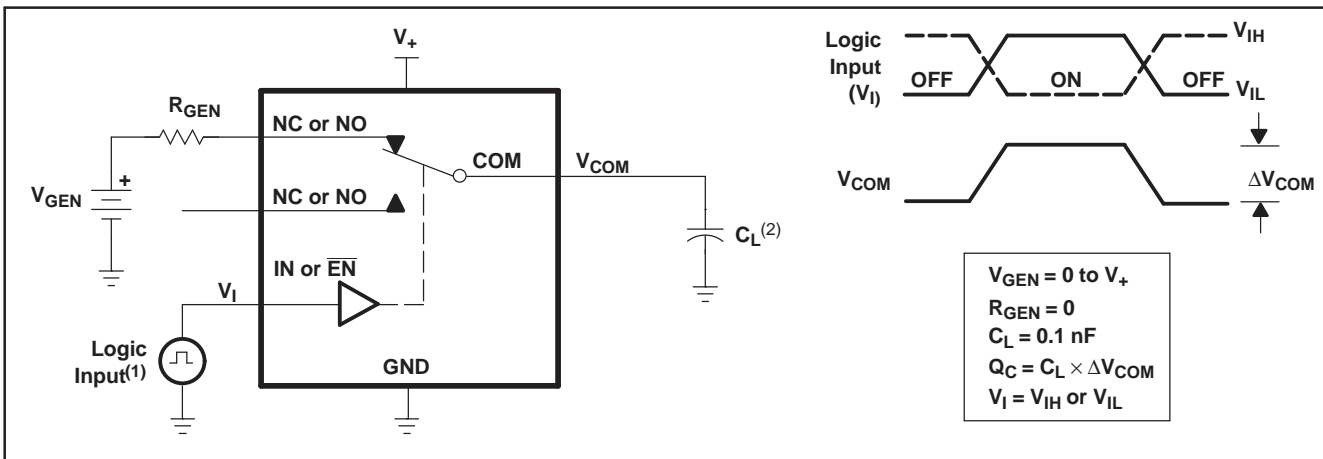 V+
RGEN
NC or NO
COM
VCOM
VGEN
+
NC or NO
CL(2)
IN or E̅N̅
VI
Logic
Input(1)
GND
Logic
Input
(VI)
OFF
ON
OFF
VIH
VIL
VCOM
ΔVCOM
VGEN = 0 to V+
RGEN = 0
CL = 0.1 nF
QC = CL × ΔVCOM
VI = VIH or VIL